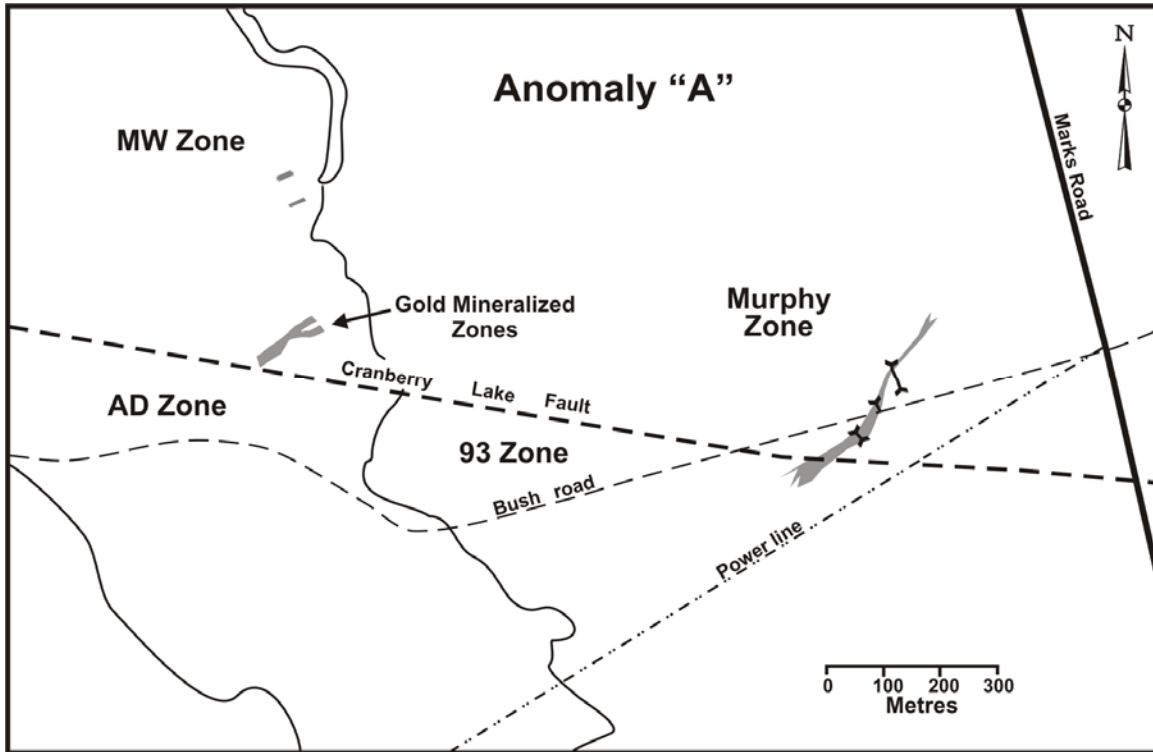 N
Anomaly “A”
MW Zone
Marks Road
Gold Mineralized
Zones
Murphy
Zone
Cranberry Lake Fault
AD Zone
93 Zone
Bush road
Power line
0 100 200 300
Metres